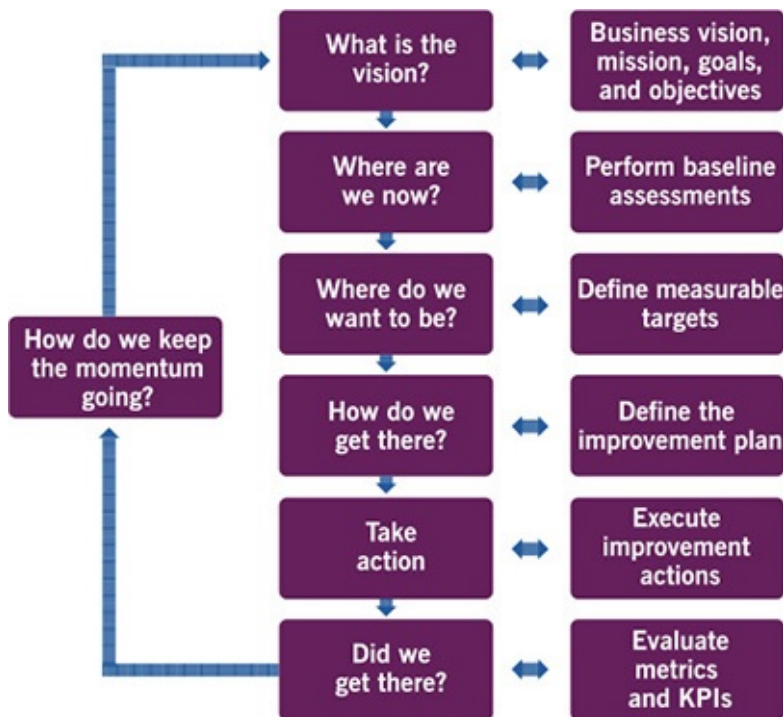 What is the
vision?
Business vision,
mission, goals,
and objectives
Where are
we now?
Perform baseline
assessments
Where do we
want to be?
Define measurable
targets
How do we keep
the momentum
going?
How do we
get there?
Define the
improvement plan
Take
action
Execute
improvement
actions
Did we
get there?
Evaluate
metrics
and KPIs